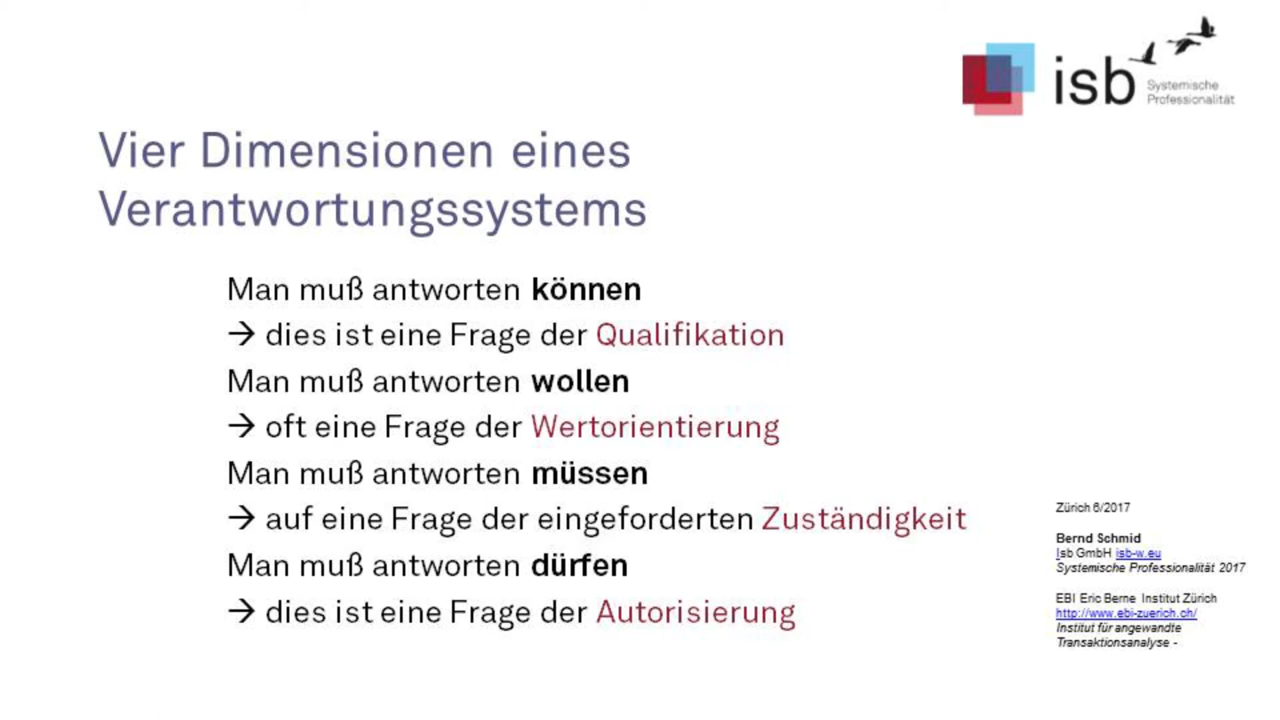 isb
Systemische
Professionalität
Vier Dimensionen eines
Verantwortungssystems
Man muß antworten können
→ dies ist eine Frage der Qualifikation
Man muß antworten wollen
→ oft eine Frage der Wertorientierung
Man muß antworten müssen
→ auf eine Frage der eingeforderten Zuständigkeit
Man muß antworten dürfen
→ dies ist eine Frage der Autorisierung
Zürich 6/2017
Bernd Schmid
Isb GmbH isb-w.eu
Systemische Professionalität 2017
EBI Eric Berne Institut Zürich
http://www.ebi-zuerich.ch/
Institut für angewandte
Transaktionsanalyse -